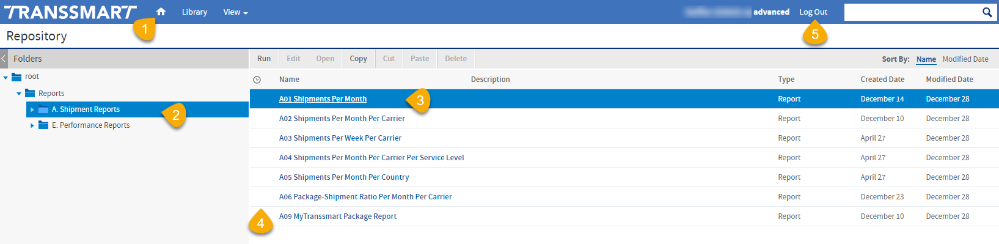 TRANSSMART Library View advanced Log Out
1
5
Repository
Folders Run Edit Open Copy Cut Paste Delete Sort By: Name Modified Date
root Name Description Type Created Date Modified Date
Reports A01 Shipments Per Month 3 Report December 14 December 28
A. Shipment Reports 2 A02 Shipments Per Month Per Carrier Report December 10 December 28
E. Performance Reports A03 Shipments Per Week Per Carrier Report April 27 December 28
A04 Shipments Per Month Per Carrier Per Service Level Report April 27 December 28
A05 Shipments Per Month Per Country Report April 27 December 28
A06 Package-Shipment Ratio Per Month Per Carrier Report December 23 December 28
4 A09 MyTranssmart Package Report Report December 10 December 28